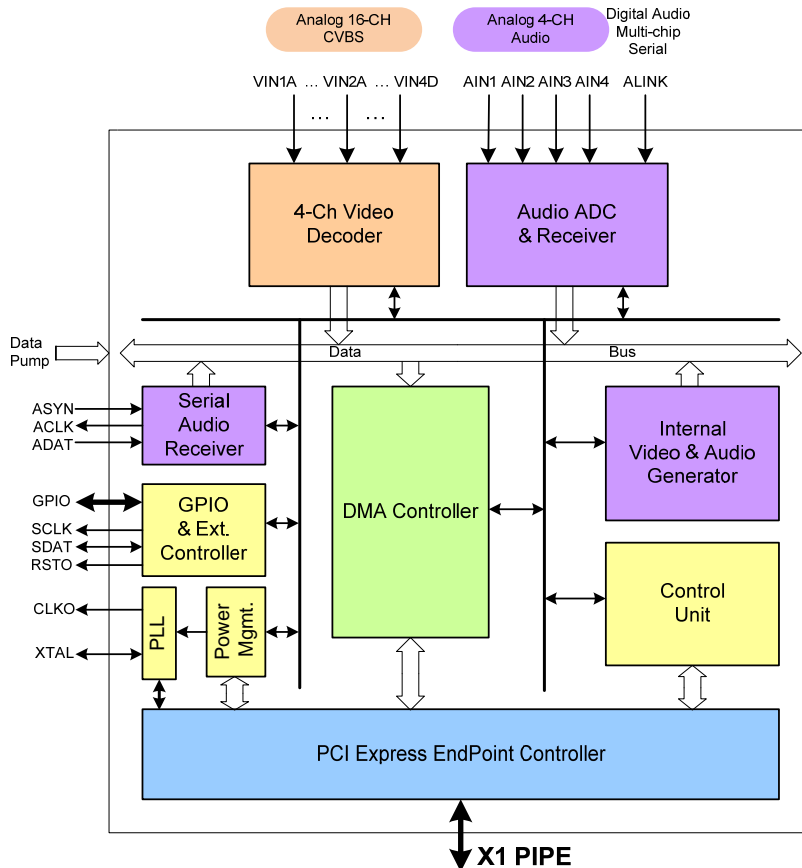 Analog 16-CH
CVBS
Analog 4-CH
Audio
Digital Audio
Multi-chip
Serial
VIN1A ... VIN2A ... VIN4D
AIN1 AIN2 AIN3 AIN4 ALINK
... ...
4-Ch Video
Decoder
Audio ADC
& Receiver
Data
Pump
Data Bus
ASYN
ACLK
ADAT
Serial
Audio
Receiver
Internal
Video & Audio
Generator
GPIO
SCLK
SDAT
RSTO
GPIO
& Ext.
Controller
DMA Controller
CLKO
XTAL
PLL
Power
Mgmt.
Control
Unit
PCI Express EndPoint Controller
X1 PIPE